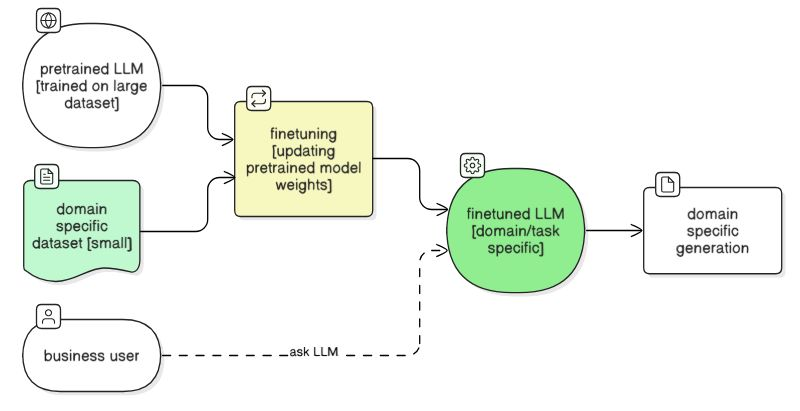 pretrained LLM
[trained on large
dataset]
domain
specific
dataset [small]
business user
finetuning
[updating
pretrained model
weights]
ask LLM
finetuned LLM
[domain/task
specific]
domain
specific
generation